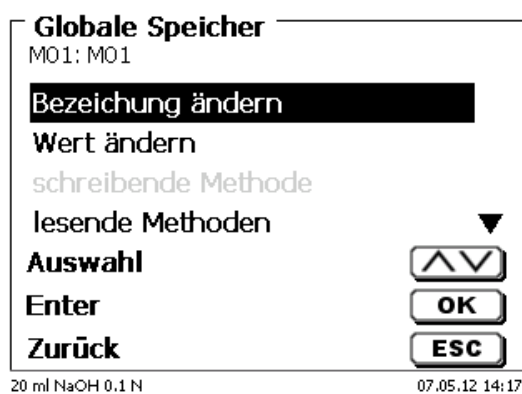 Globale Speicher
M01: M01
Bezeichung ändern
Wert ändern
schreibende Methode
lesende Methoden
Auswahl
Enter OK
Zurück ESC
20 ml NaOH 0.1 N 07.05.12 14:17